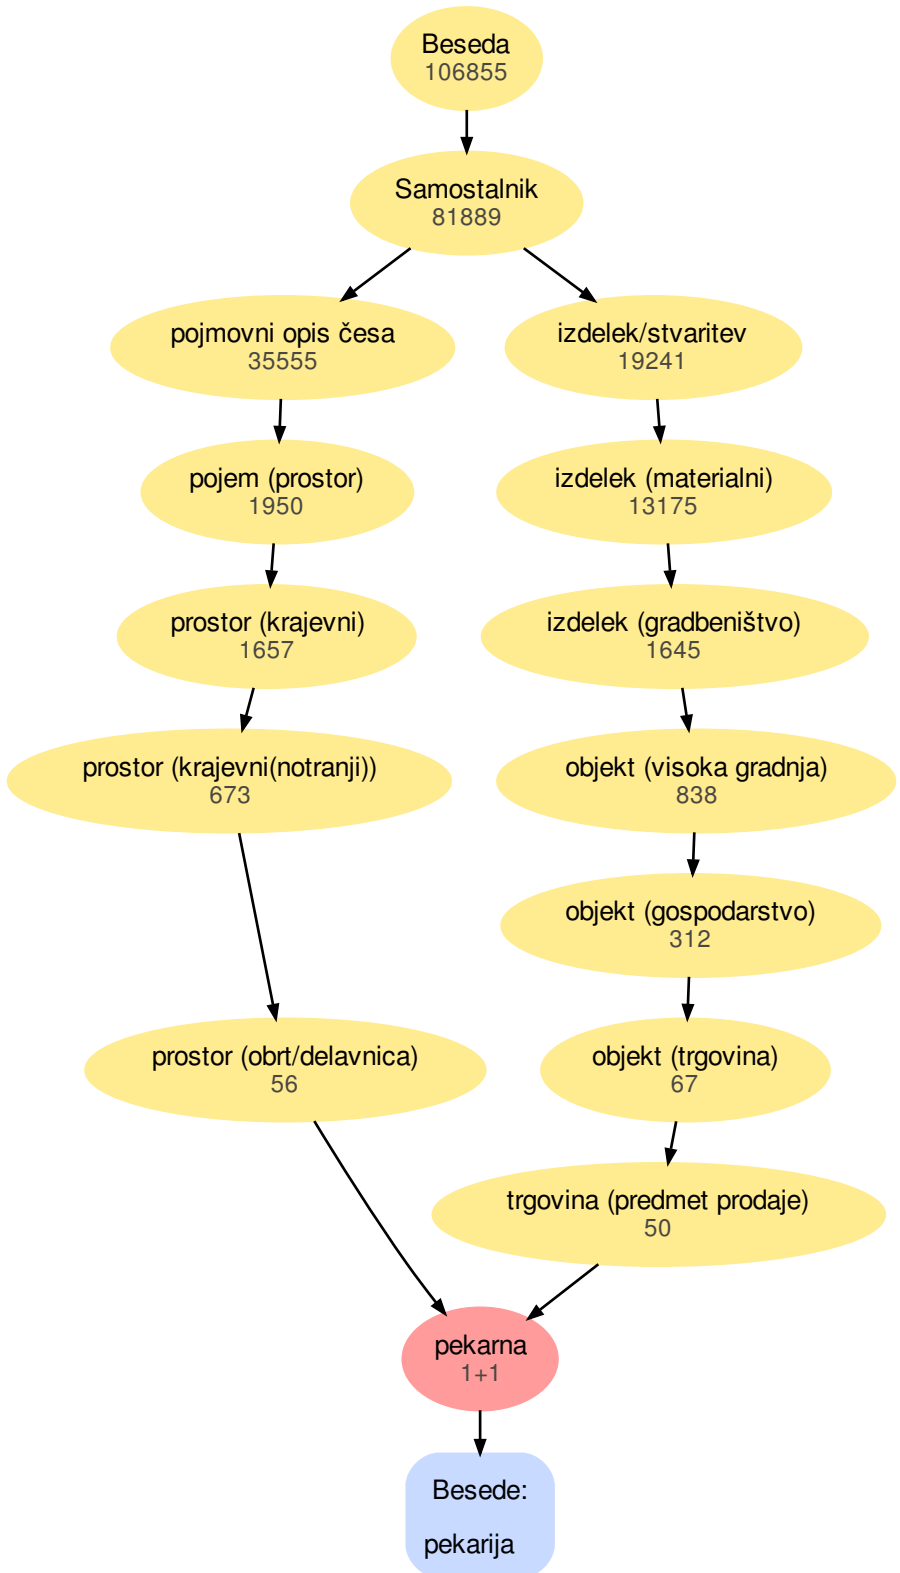 Beseda
106855
Samostalnik
81889
pojmovni opis česa
35555
izdelek/stvaritev
19241
pojem (prostor)
1950
izdelek (materialni)
13175
prostor (krajevni)
1657
izdelek (gradbeništvo)
1645
prostor (krajevni(notranji))
673
objekt (visoka gradnja)
838
objekt (gospodarstvo)
312
prostor (obrt/delavnica)
56
objekt (trgovina)
67
trgovina (predmet prodaje)
50
pekarna
1+1
Besede:
pekarija